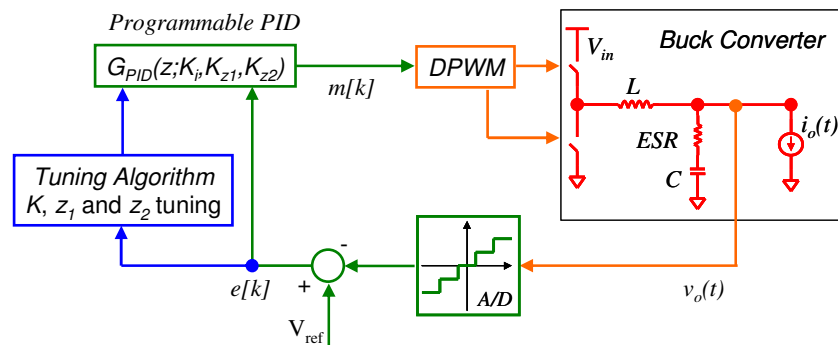 Programmable PID
G_PID(z;K_i,K_z1,K_z2)
m[k]
DPWM
V_in
Buck Converter
L
ESR
C
i_o(t)
Tuning Algorithm
K, z_1 and z_2 tuning
e[k]
-
+
V_ref
A/D
v_o(t)